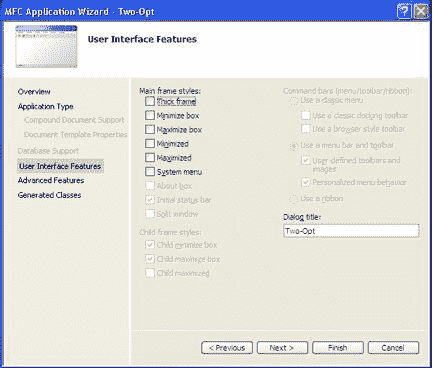 MFC Application Wizard - Two-Opt
User Interface Features
Overview
Application Type
Compound Document Support
Document Template Properties
Database Support
User Interface Features
Advanced Features
Generated Classes
Main frame styles:
Thick frame
Minimize box
Maximize box
Minimized
Maximized
System menu
About box
Initial status bar
Split window
Child frame styles:
Child minimize box
Child maximize box
Child maximized
Command bars (menu/toolbar/ribbon):
Use a classic menu
Use a classic docking toolbar
Use a browser style toolbar
Use a menu bar and toolbar
User-defined toolbars and
images
Personalized menu behavior
Use a ribbon
Dialog title:
Two-Opt
< Previous
Next >
Finish
Cancel